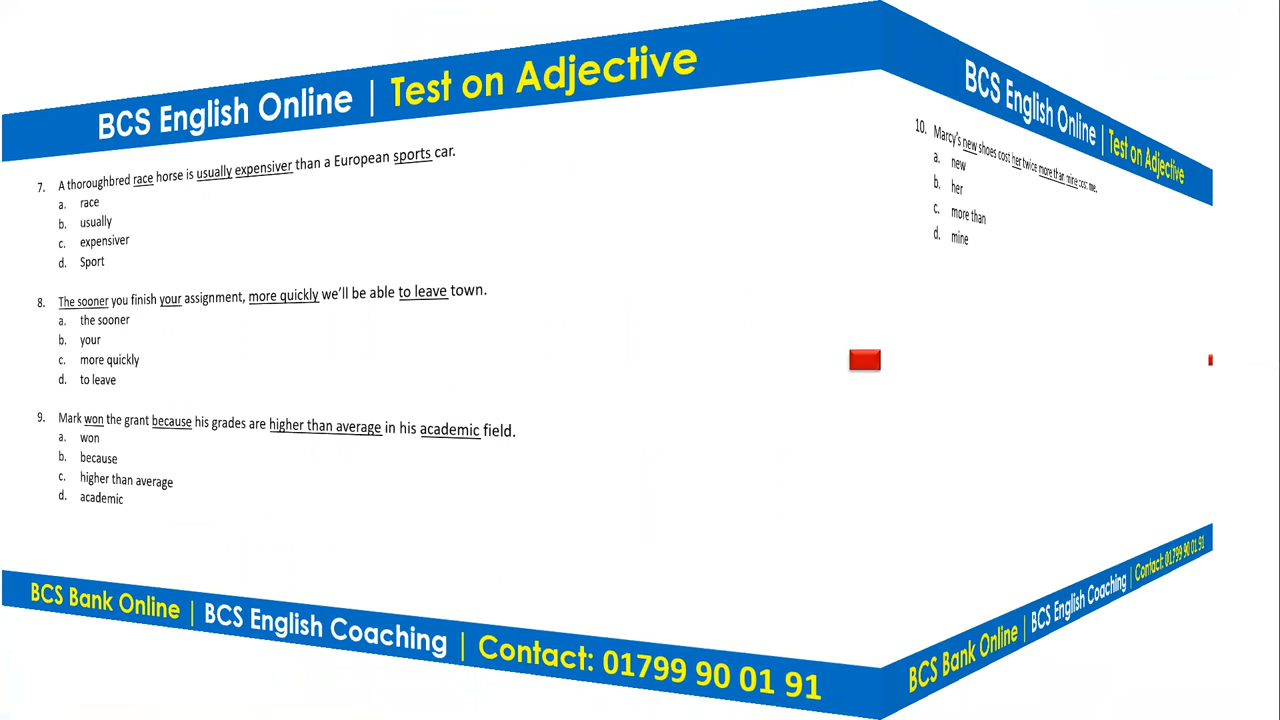 BCS English Online | Test on Adjective
7. A thoroughbred race horse is usually expensiver than a European sports car.
a. race
b. usually
c. expensiver
d. Sport
8. The sooner you finish your assignment, more quickly we'll be able to leave town.
a. the sooner
b. your
c. more quickly
d. to leave
9. Mark won the grant because his grades are higher than average in his academic field.
a. won
b. because
c. higher than average
d. academic
BCS Bank Online | BCS English Coaching | Contact: 01799 90 01 91
BCS English Online | Test on Adjective
10. Marcy's new shoes cost her twice more than mine cost me.
a. new
b. her
c. more than
d. mine
BCS Bank Online | BCS English Coaching | Contact: 01799 90 01 91